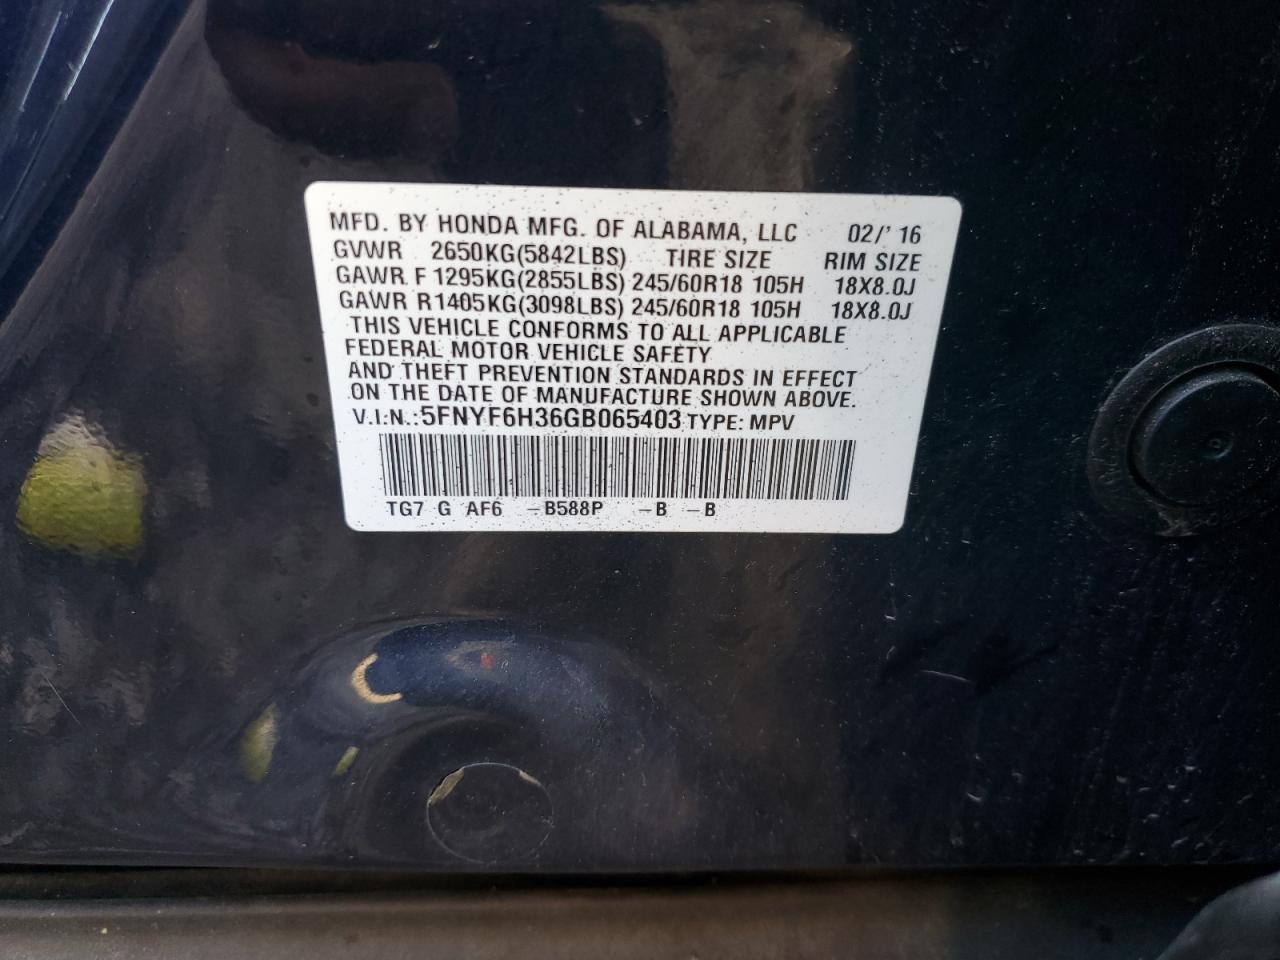 MFD. BY HONDA MFG. OF ALABAMA, LLC 02/' 16
GVWR 2650KG(5842LBS) TIRE SIZE RIM SIZE
GAWR F 1295KG(2855LBS) 245/60R18 105H 18X8.0J
GAWR R1405KG(3098LBS) 245/60R18 105H 18X8.0J
THIS VEHICLE CONFORMS TO ALL APPLICABLE
FEDERAL MOTOR VEHICLE SAFETY
AND THEFT PREVENTION STANDARDS IN EFFECT
ON THE DATE OF MANUFACTURE SHOWN ABOVE.
V.I.N.:5FNYF6H36GB065403 TYPE: MPV
TG7 G AF6 -B588P -B -B